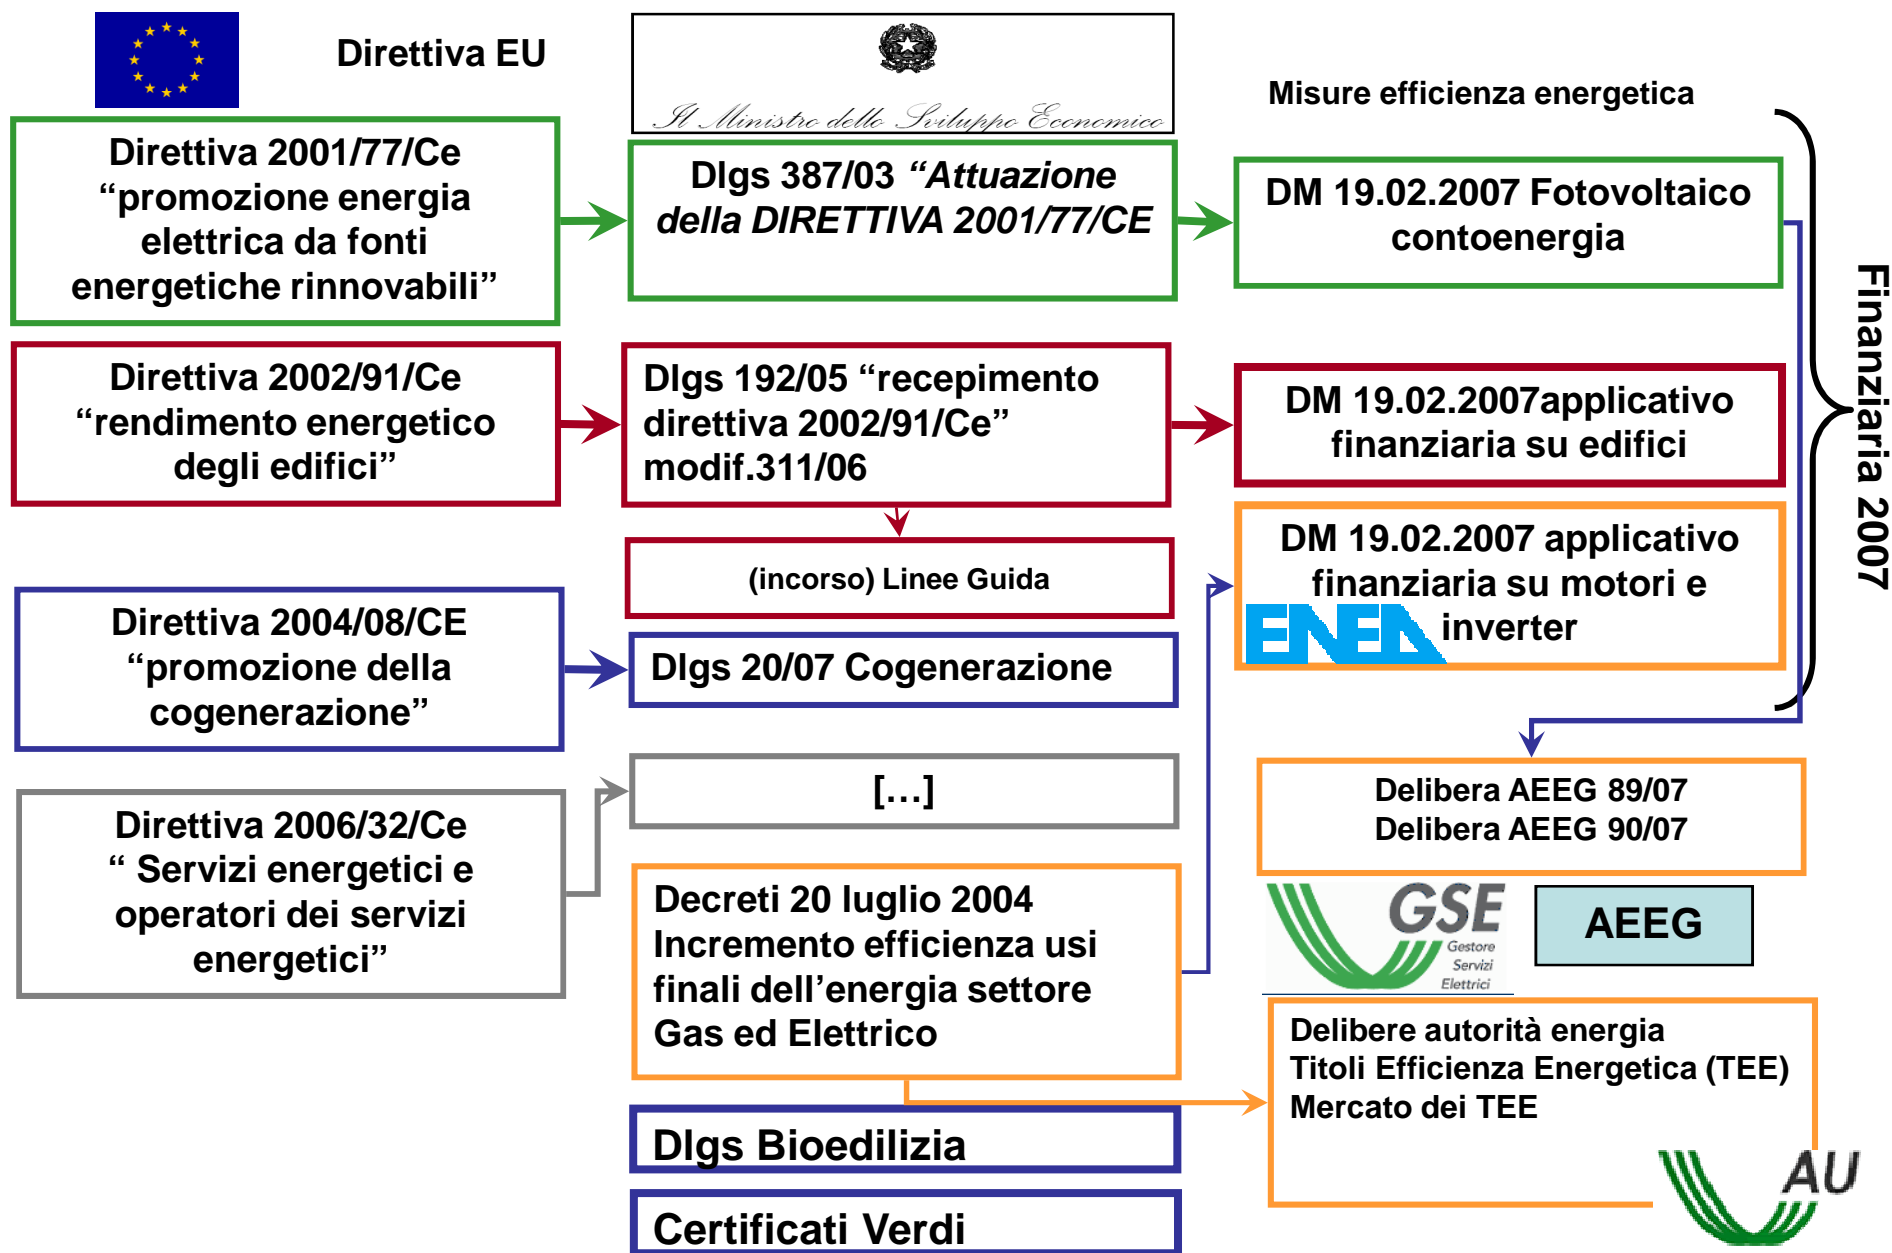 Direttiva EU
Il Ministro dello Sviluppo Economico
Misure efficienza energetica
Direttiva 2001/77/Ce
“promozione energia
elettrica da fonti
energetiche rinnovabili”
Dlgs 387/03 “Attuazione
della DIRETTIVA 2001/77/CE
DM 19.02.2007 Fotovoltaico
contoenergia
Finanziaria 2007
Direttiva 2002/91/Ce
“rendimento energetico
degli edifici”
Dlgs 192/05 “recepimento
direttiva 2002/91/Ce”
modif.311/06
DM 19.02.2007applicativo
finanziaria su edifici
(incorso) Linee Guida
DM 19.02.2007 applicativo
finanziaria su motori e
inverter
ENEA
Direttiva 2004/08/CE
“promozione della
cogenerazione”
Dlgs 20/07 Cogenerazione
[…]
Direttiva 2006/32/Ce
“ Servizi energetici e
operatori dei servizi
energetici”
Delibera AEEG 89/07
Delibera AEEG 90/07
Decreti 20 luglio 2004
Incremento efficienza usi
finali dell’energia settore
Gas ed Elettrico
GSE
Gestore
Servizi
Elettrici
AEEG
Delibere autorità energia
Titoli Efficienza Energetica (TEE)
Mercato dei TEE
AU
Dlgs Bioedilizia
Certificati Verdi